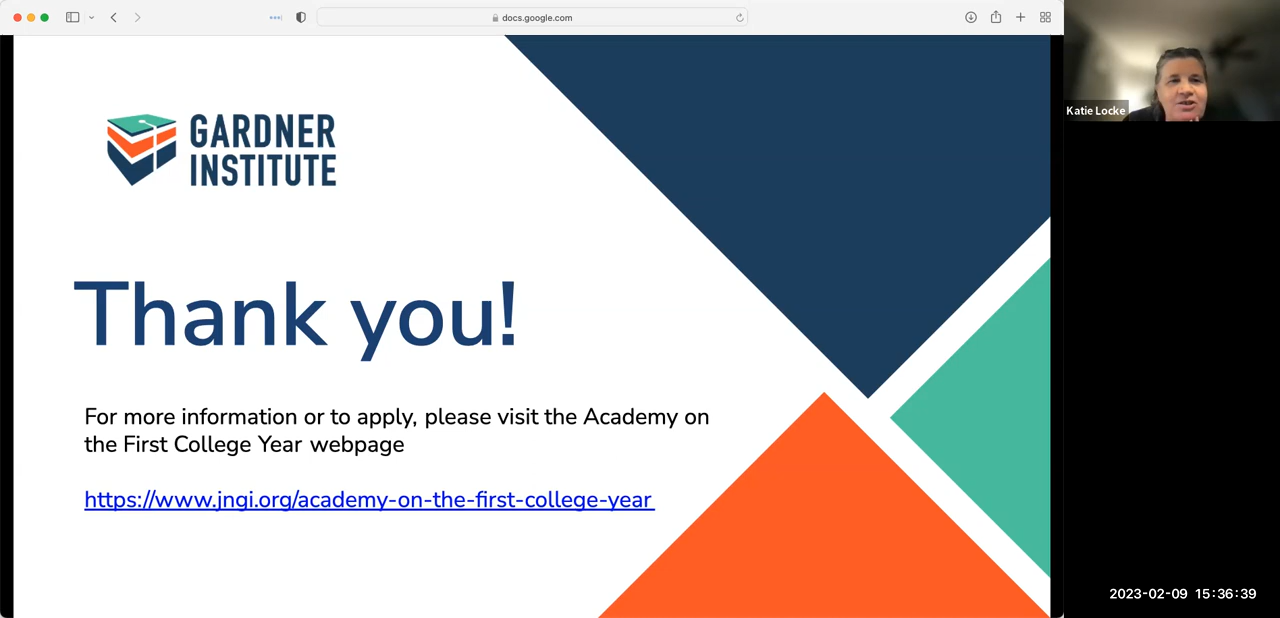 docs.google.com
Katie Locke
GARDNER
INSTITUTE
Thank you!
For more information or to apply, please visit the Academy on
the First College Year webpage
https://www.jngi.org/academy-on-the-first-college-year
2023-02-09 15:36:39